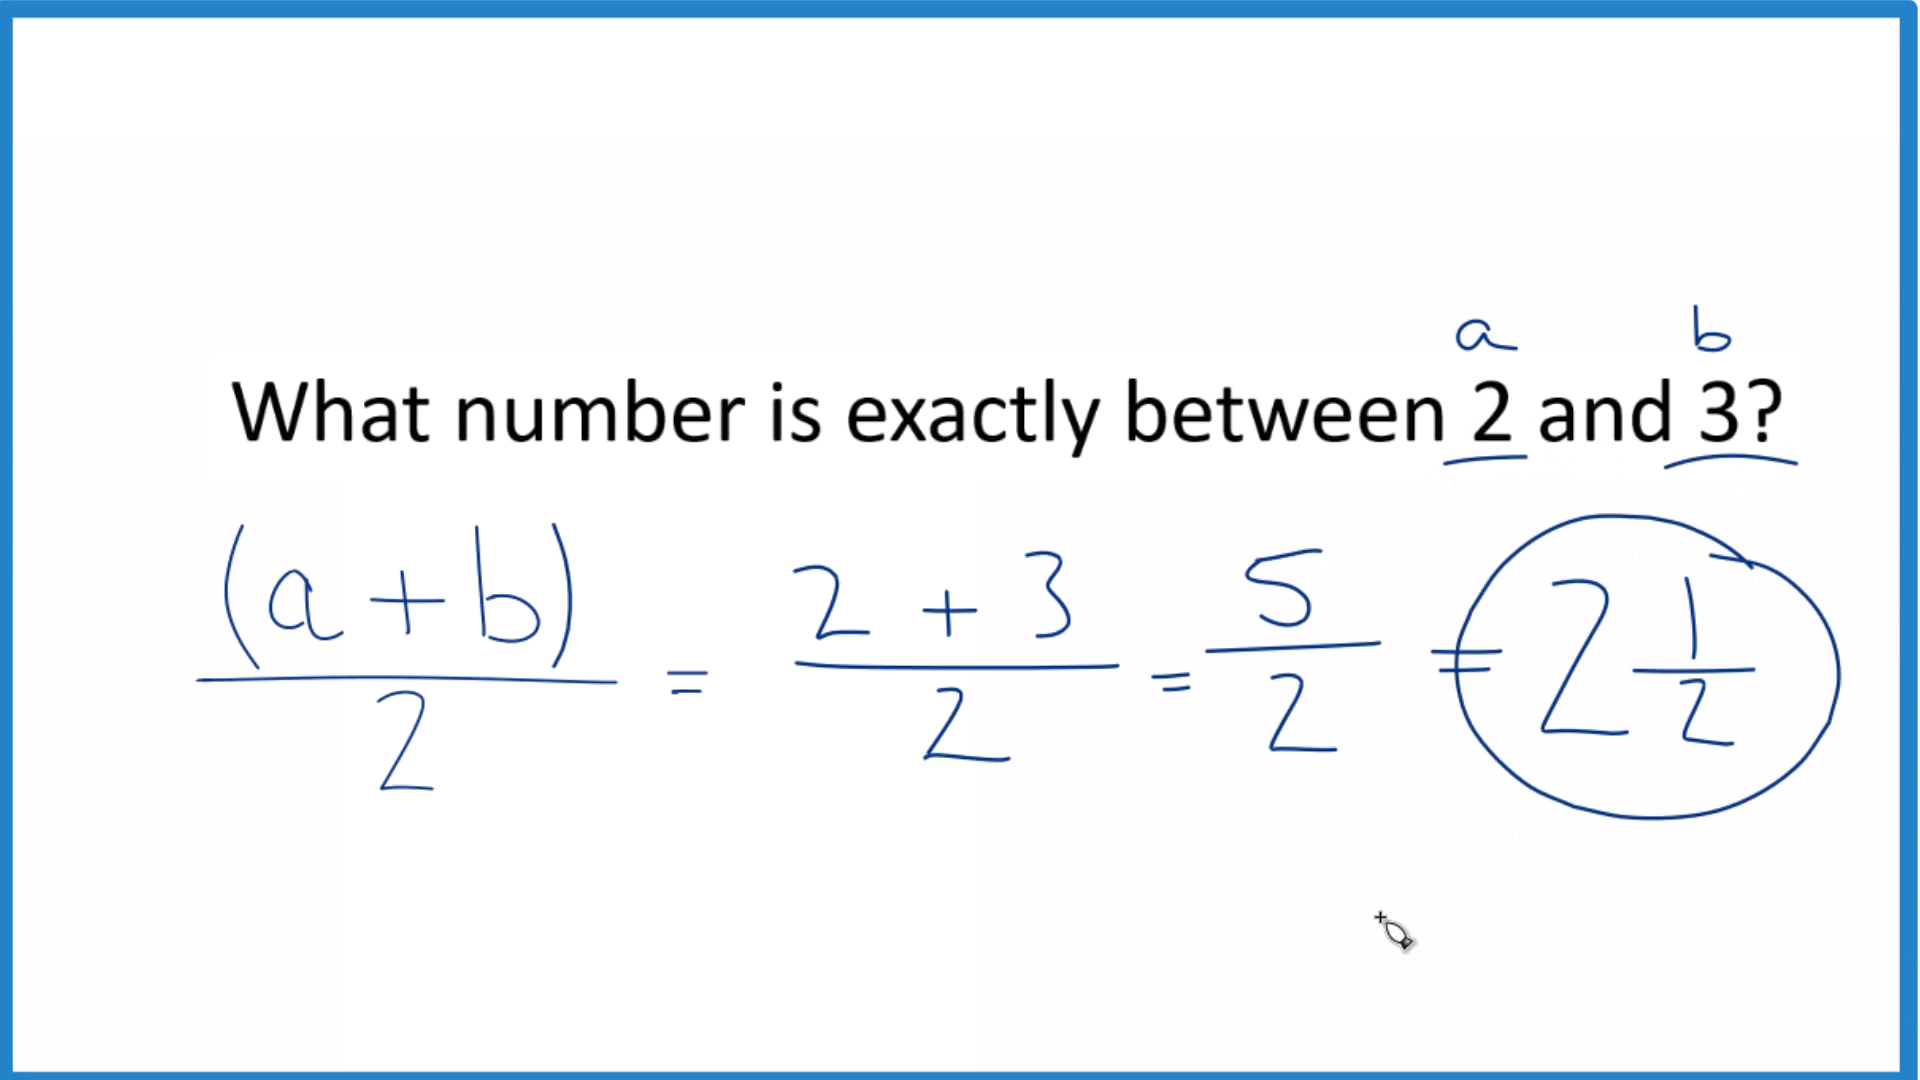 a b
What number is exactly between 2 and 3?
(a + b) / 2 = 2 + 3 / 2 = 5 / 2 = 2 1/2